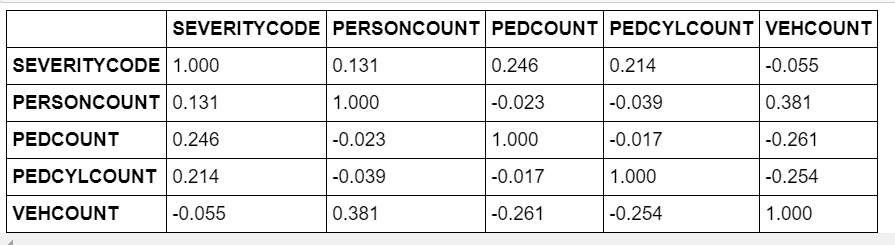 SEVERITYCODE PERSONCOUNT PEDCOUNT PEDCYLCOUNT VEHCOUNT
SEVERITYCODE 1.000 0.131 0.246 0.214 -0.055
PERSONCOUNT 0.131 1.000 -0.023 -0.039 0.381
PEDCOUNT 0.246 -0.023 1.000 -0.017 -0.261
PEDCYLCOUNT 0.214 -0.039 -0.017 1.000 -0.254
VEHCOUNT -0.055 0.381 -0.261 -0.254 1.000